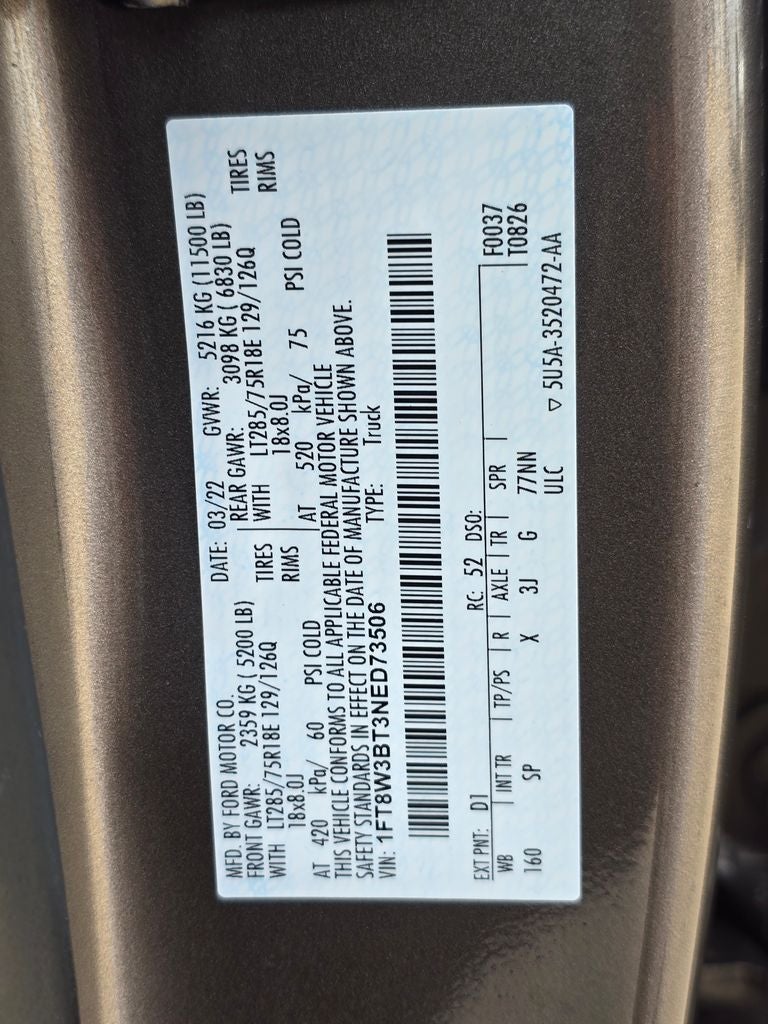 MFD. BY FORD MOTOR CO. DATE: 03/22 GVWR: 5216 KG (11500 LB)
FRONT GAWR: 2359 KG ( 5200 LB) REAR GAWR: 3098 KG ( 6830 LB)
WITH LT285/75R18E 129/126Q TIRES WITH LT285/75R18E 129/126Q TIRES
18x8.0J RIMS 18x8.0J RIMS
AT 420 kPa/ 60 PSI COLD AT 520 kPa/ 75 PSI COLD
THIS VEHICLE CONFORMS TO ALL APPLICABLE FEDERAL MOTOR VEHICLE
SAFETY STANDARDS IN EFFECT ON THE DATE OF MANUFACTURE SHOWN ABOVE.
VIN: 1FT8W3BT3NED73506 TYPE: Truck
EXT PNT: D1 RC: 52 DSO:
WB INT TR TP/PS R AXLE TR SPR F0037
160 SP X 3J G 77NN T0826
ULC ▽ 5U5A-3520472-AA